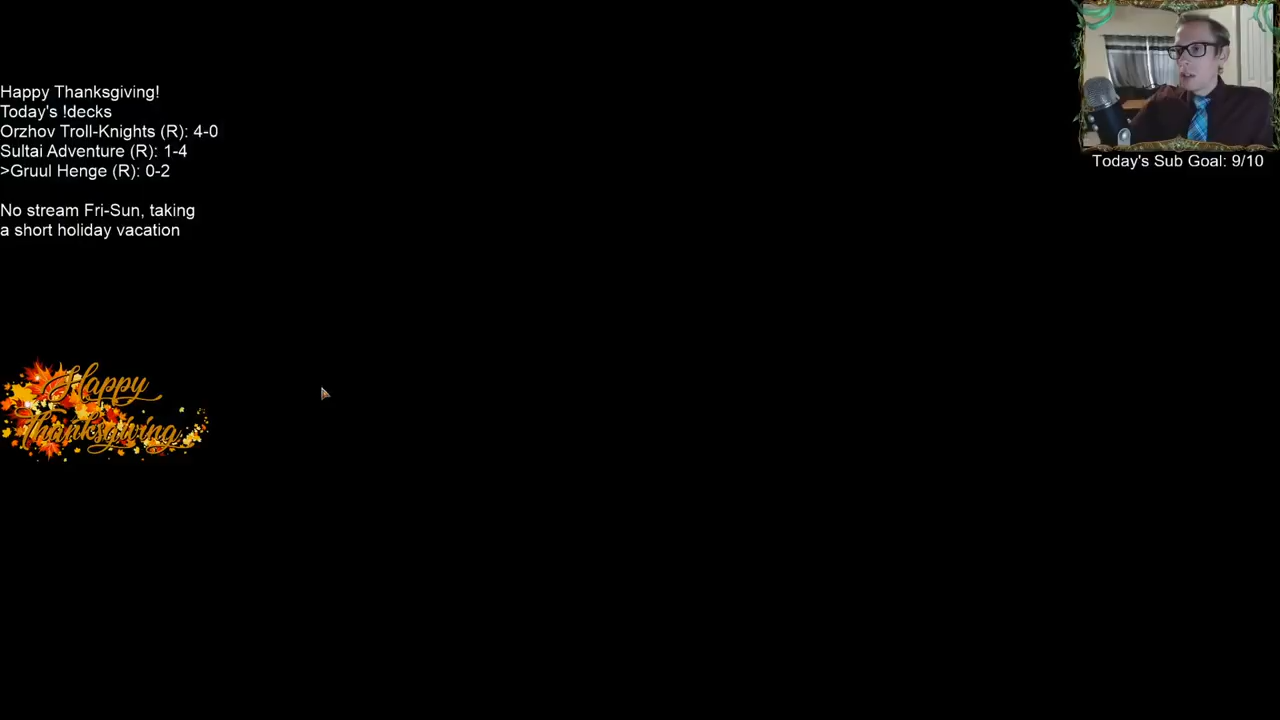 Happy Thanksgiving!
Today's !decks
Orzhov Troll-Knights (R): 4-0
Sultai Adventure (R): 1-4
>Gruul Henge (R): 0-2
No stream Fri-Sun, taking
a short holiday vacation
Today's Sub Goal: 9/10
Happy
Thanksgiving